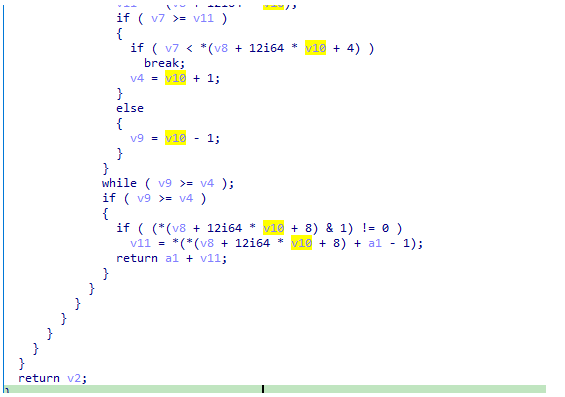 if ( v7 >= v11 )
{
if ( v7 < *(v8 + 12i64 * v10 + 4) )
break;
v4 = v10 + 1;
}
else
{
v9 = v10 - 1;
}
}
while ( v9 >= v4 );
if ( v9 >= v4 )
{
if ( (*(v8 + 12i64 * v10 + 8) & 1) != 0 )
v11 = *(*(v8 + 12i64 * v10 + 8) + a1 - 1);
return a1 + v11;
}
}
}
}
}
}
}
return v2;
}